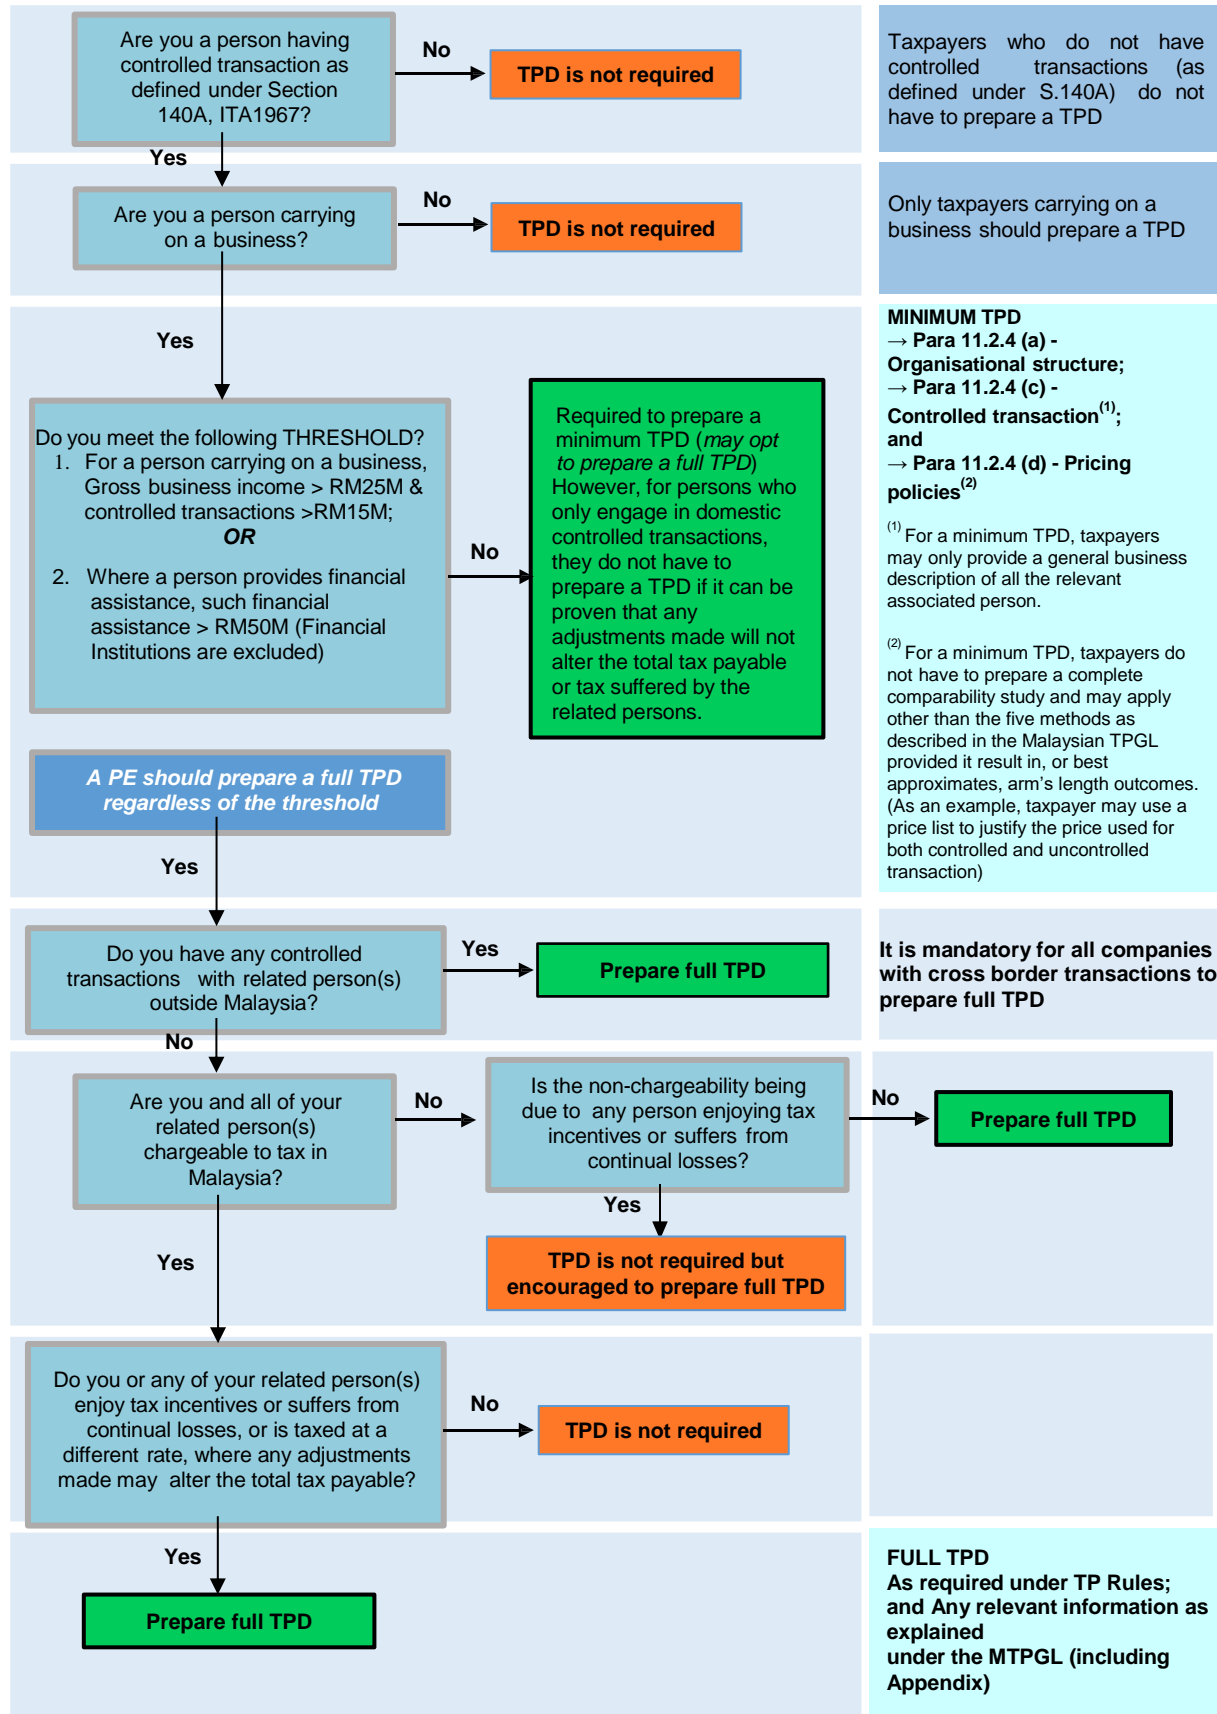 Are you a person having
controlled transaction as
defined under Section
140A, ITA1967?
No
TPD is not required
Taxpayers who do not have
controlled transactions (as
defined under S.140A) do not
have to prepare a TPD
Yes
Are you a person carrying
on a business?
No
TPD is not required
Only taxpayers carrying on a
business should prepare a TPD
Yes
Do you meet the following THRESHOLD?
1. For a person carrying on a business,
Gross business income > RM25M &
controlled transactions >RM15M;
OR
2. Where a person provides financial
assistance, such financial
assistance > RM50M (Financial
Institutions are excluded)
No
Required to prepare a
minimum TPD (may opt
to prepare a full TPD)
However, for persons who
only engage in domestic
controlled transactions,
they do not have to
prepare a TPD if it can be
proven that any
adjustments made will not
alter the total tax payable
or tax suffered by the
related persons.
MINIMUM TPD
→ Para 11.2.4 (a) -
Organisational structure;
→ Para 11.2.4 (c) -
Controlled transaction(1);
and
→ Para 11.2.4 (d) - Pricing
policies(2)
(1) For a minimum TPD, taxpayers
may only provide a general business
description of all the relevant
associated person.
(2) For a minimum TPD, taxpayers do
not have to prepare a complete
comparability study and may apply
other than the five methods as
described in the Malaysian TPGL
provided it result in, or best
approximates, arm's length outcomes.
(As an example, taxpayer may use a
price list to justify the price used for
both controlled and uncontrolled
transaction)
A PE should prepare a full TPD
regardless of the threshold
Yes
Do you have any controlled
transactions with related person(s)
outside Malaysia?
Yes
Prepare full TPD
It is mandatory for all companies
with cross border transactions to
prepare full TPD
No
Are you and all of your
related person(s)
chargeable to tax in
Malaysia?
No
Is the non-chargeability being
due to any person enjoying tax
incentives or suffers from
continual losses?
No
Prepare full TPD
Yes
TPD is not required but
encouraged to prepare full TPD
Yes
Do you or any of your related person(s)
enjoy tax incentives or suffers from
continual losses, or is taxed at a
different rate, where any adjustments
made may alter the total tax payable?
No
TPD is not required
Yes
Prepare full TPD
FULL TPD
As required under TP Rules;
and Any relevant information as
explained
under the MTPGL (including
Appendix)